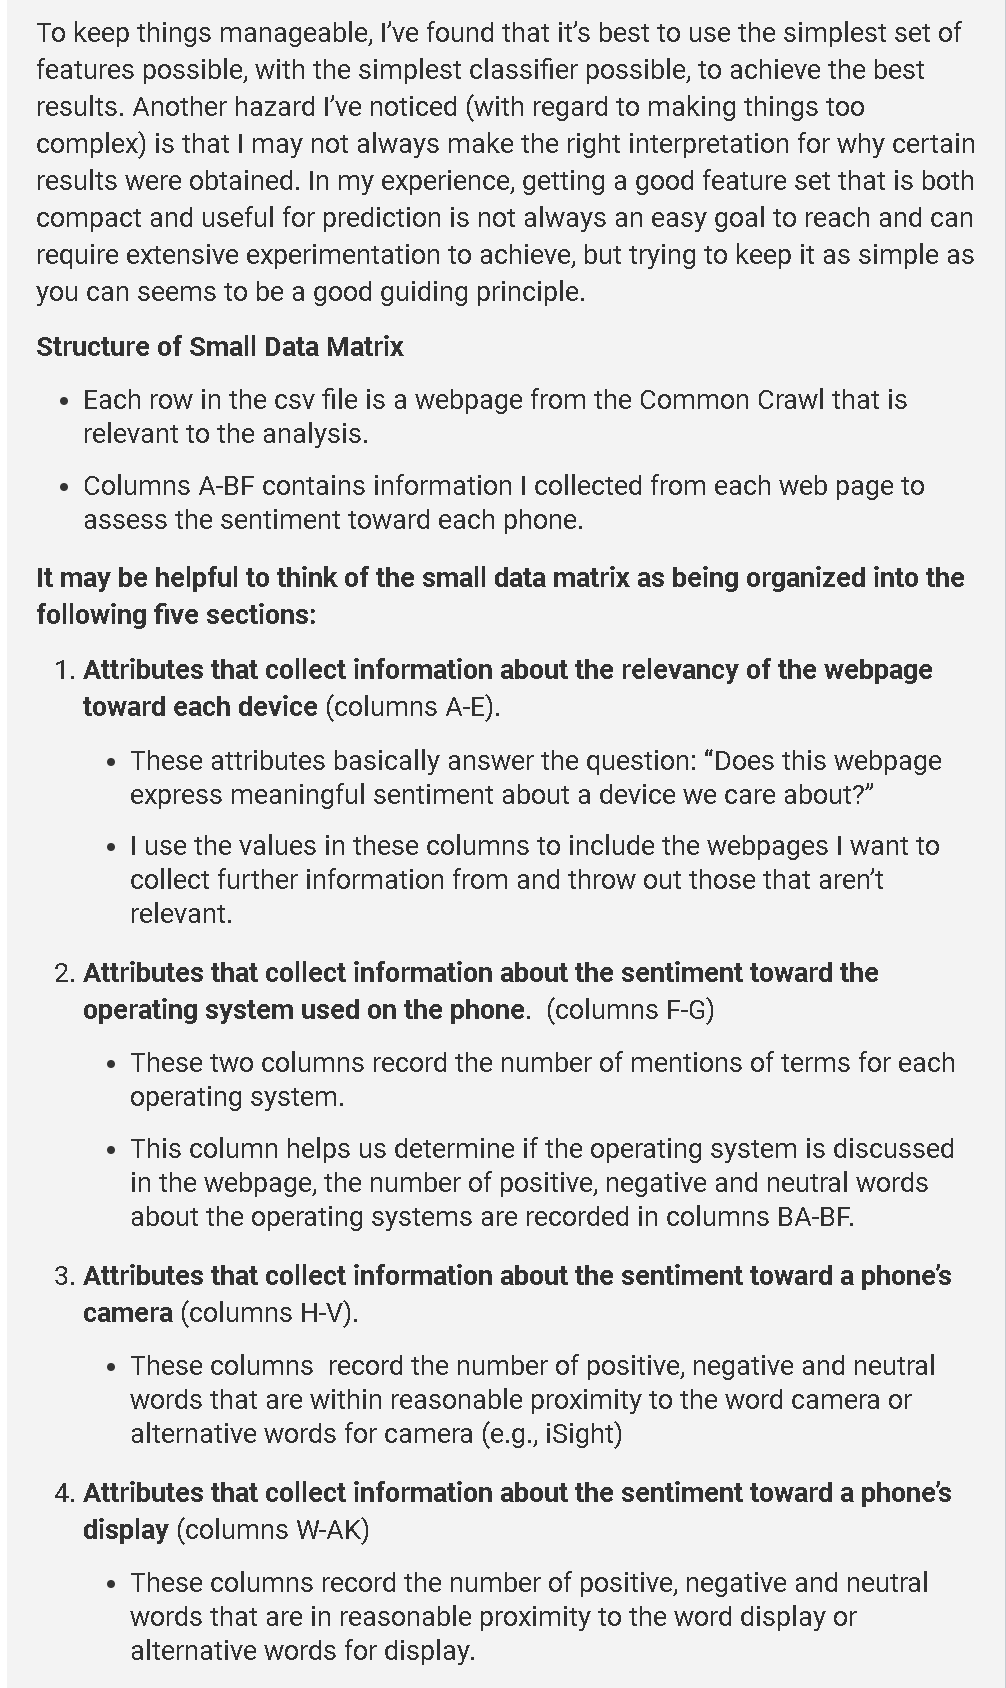 To keep things manageable, I’ve found that it’s best to use the simplest set of
features possible, with the simplest classifier possible, to achieve the best
results. Another hazard I’ve noticed (with regard to making things too
complex) is that I may not always make the right interpretation for why certain
results were obtained. In my experience, getting a good feature set that is both
compact and useful for prediction is not always an easy goal to reach and can
require extensive experimentation to achieve, but trying to keep it as simple as
you can seems to be a good guiding principle.
Structure of Small Data Matrix
• Each row in the csv file is a webpage from the Common Crawl that is
relevant to the analysis.
• Columns A-BF contains information I collected from each web page to
assess the sentiment toward each phone.
It may be helpful to think of the small data matrix as being organized into the
following five sections:
1. Attributes that collect information about the relevancy of the webpage
toward each device (columns A-E).
• These attributes basically answer the question: “Does this webpage
express meaningful sentiment about a device we care about?”
• I use the values in these columns to include the webpages I want to
collect further information from and throw out those that aren’t
relevant.
2. Attributes that collect information about the sentiment toward the
operating system used on the phone.  (columns F-G)
• These two columns record the number of mentions of terms for each
operating system.
• This column helps us determine if the operating system is discussed
in the webpage, the number of positive, negative and neutral words
about the operating systems are recorded in columns BA-BF.
3. Attributes that collect information about the sentiment toward a phone’s
camera (columns H-V).
• These columns  record the number of positive, negative and neutral
words that are within reasonable proximity to the word camera or
alternative words for camera (e.g., iSight)
4. Attributes that collect information about the sentiment toward a phone’s
display (columns W-AK)
• These columns record the number of positive, negative and neutral
words that are in reasonable proximity to the word display or
alternative words for display.